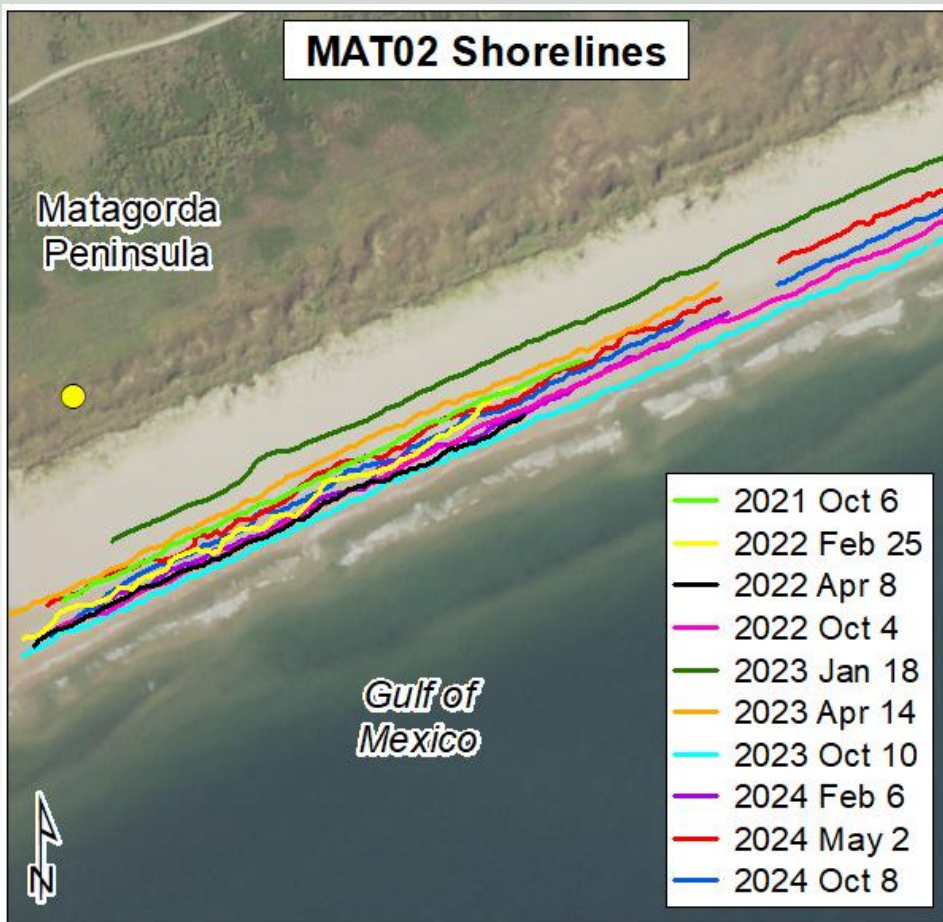 MAT02 Shorelines
Matagorda
Peninsula
Gulf of
Mexico
2021 Oct 6
2022 Feb 25
2022 Apr 8
2022 Oct 4
2023 Jan 18
2023 Apr 14
2023 Oct 10
2024 Feb 6
2024 May 2
2024 Oct 8
N